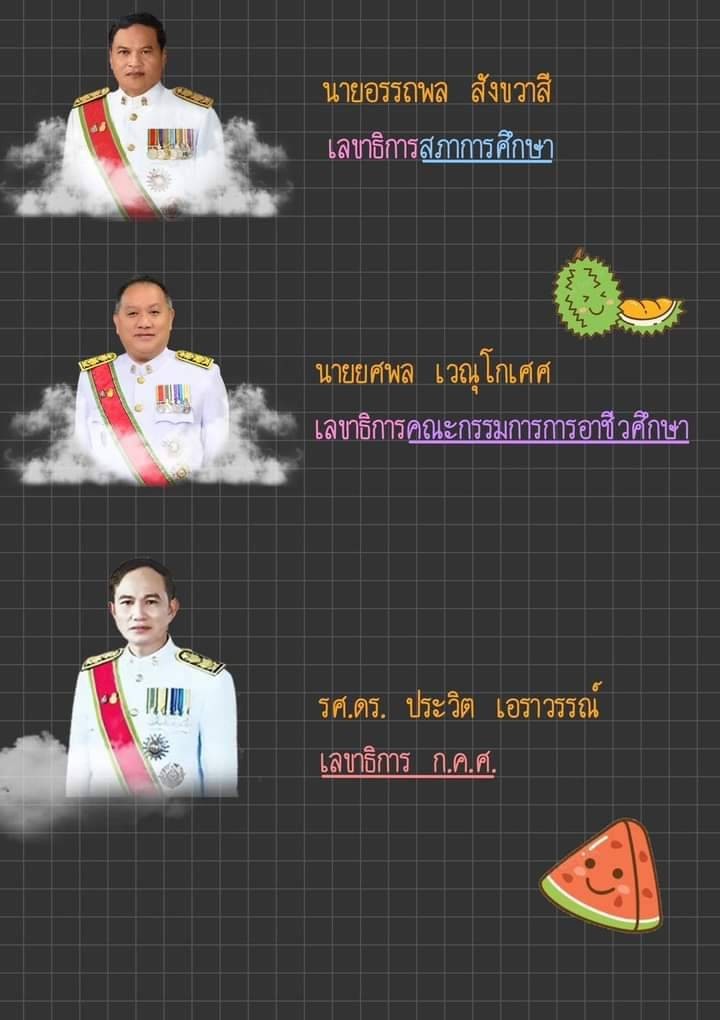 นายอรรถพล สังขวาสี
เลขาธิการสภาการศึกษา
นายยศพล เวณุโกเศศ
เลขาธิการคณะกรรมการการอาชีวศึกษา
รศ.ดร. ประวิต เอราวรรณ์
เลขาธิการ ก.ค.ศ.